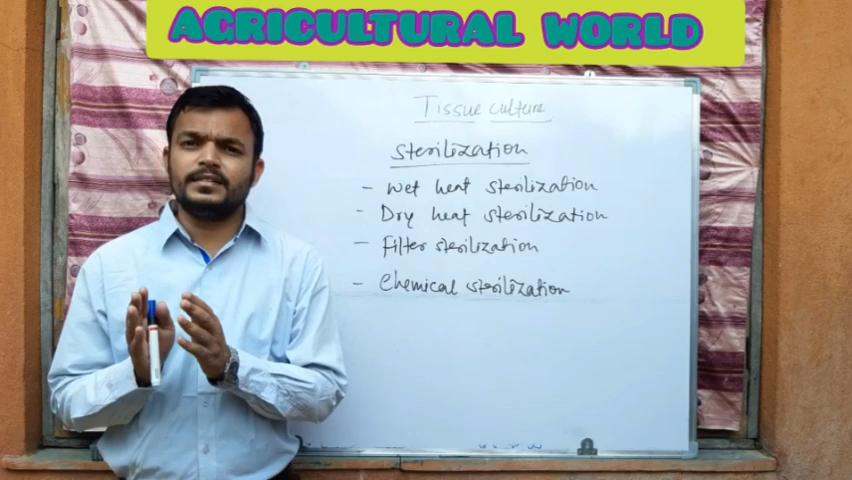 AGRICULTURAL WORLD
Tissue culture
Sterilization
- Wet heat sterilization
- Dry heat sterilization
- Filter sterilization
- Chemical sterilization